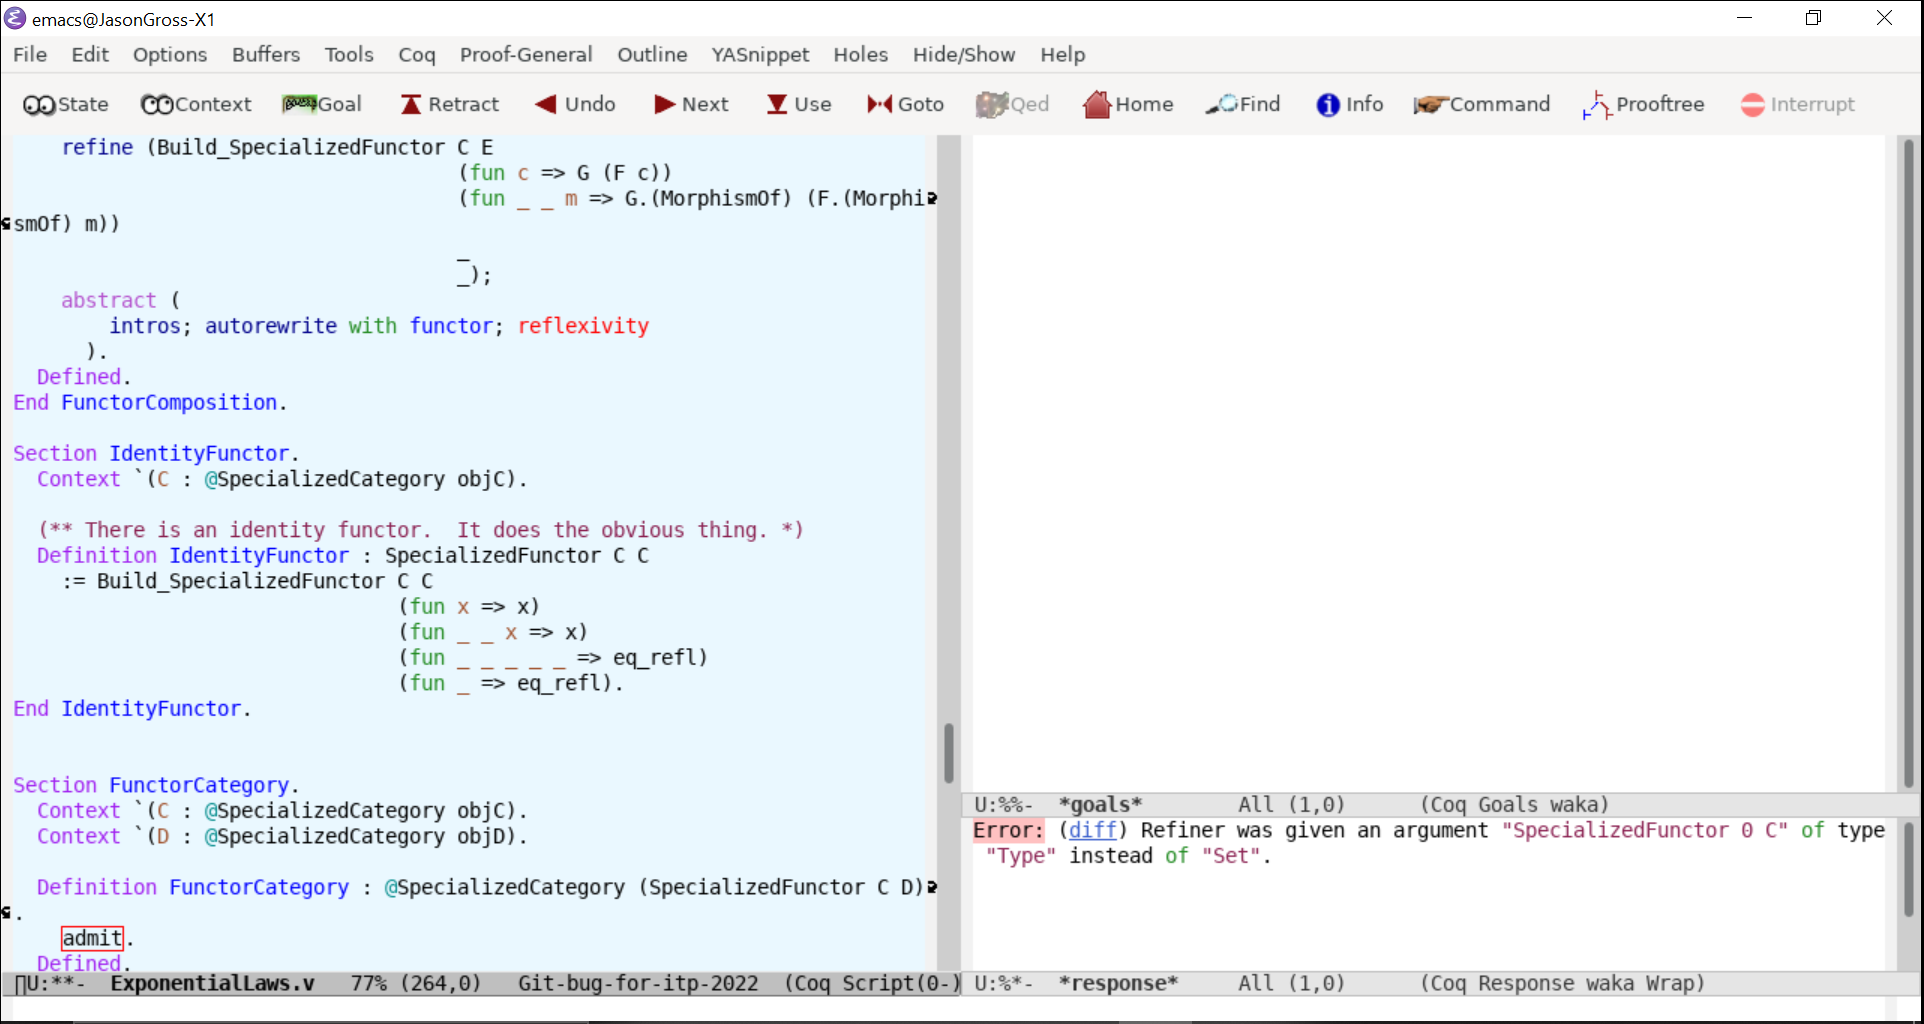 emacs@JasonGross-X1
File Edit Options Buffers Tools Coq Proof-General Outline YASnippet Holes Hide/Show Help
State Context Goal Retract Undo Next Use Goto Qed Home Find Info Command Prooftree Interrupt
refine (Build_SpecializedFunctor C E
(fun c => G (F c))
(fun _ _ m => G.(MorphismOf) (F.(Morphi
smOf) m))
_
_);
abstract (
intros; autorewrite with functor; reflexivity
).
Defined.
End FunctorComposition.
Section IdentityFunctor.
Context `(C : @SpecializedCategory objC).
(** There is an identity functor.  It does the obvious thing. *)
Definition IdentityFunctor : SpecializedFunctor C C
:= Build_SpecializedFunctor C C
(fun x => x)
(fun _ _ x => x)
(fun _ _ _ _ _ => eq_refl)
(fun _ => eq_refl).
End IdentityFunctor.
Section FunctorCategory.
Context `(C : @SpecializedCategory objC).
Context `(D : @SpecializedCategory objD).
Definition FunctorCategory : @SpecializedCategory (SpecializedFunctor C D)
.
admit.
Defined.
U:**-  ExponentialLaws.v   77% (264,0)   Git-bug-for-itp-2022  (Coq Script(0-)
U:%%-  *goals*        All (1,0)      (Coq Goals waka)
Error: (diff) Refiner was given an argument "SpecializedFunctor 0 C" of type
"Type" instead of "Set".
U:%*-  *response*     All (1,0)      (Coq Response waka Wrap)